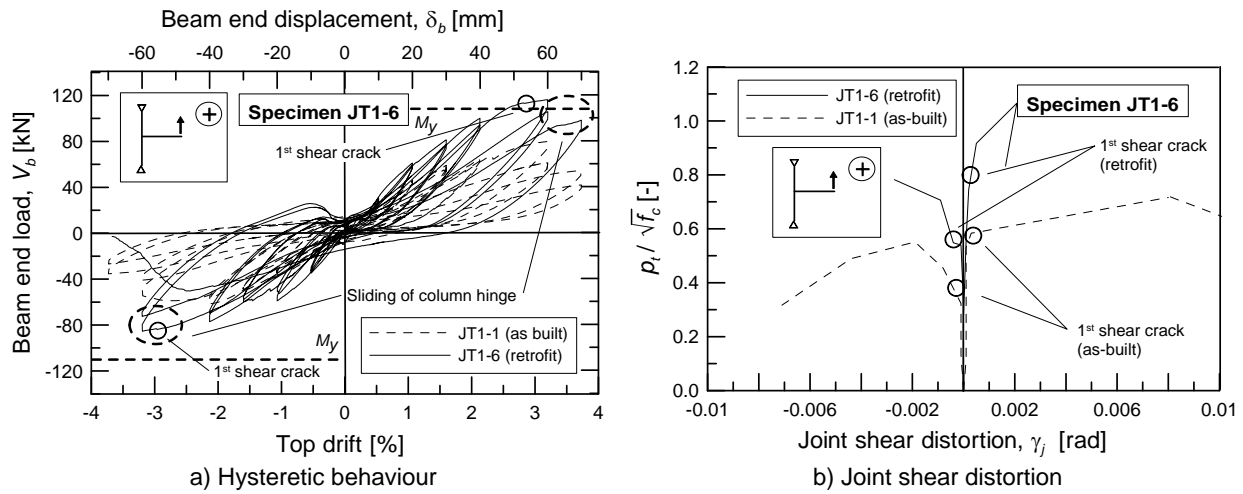 Beam end displacement, δb [mm]
-60 -40 -20 0 20 40 60
Beam end load, Vb [kN]
120
80
40
0
-40
-80
-120
+
Specimen JT1-6
My
1st shear crack
Sliding of column hinge
JT1-1 (as built)
JT1-6 (retrofit)
My
1st shear crack
-4 -3 -2 -1 0 1 2 3 4
Top drift [%]
a) Hysteretic behaviour
pt / √fc [-]
1.2
1.0
0.8
0.6
0.4
0.2
0.0
JT1-6 (retrofit)
JT1-1 (as-built)
+
Specimen JT1-6
1st shear crack
(retrofit)
1st shear crack
(as-built)
-0.01 -0.006 -0.002 0.002 0.006 0.01
Joint shear distortion, γj [rad]
b) Joint shear distortion